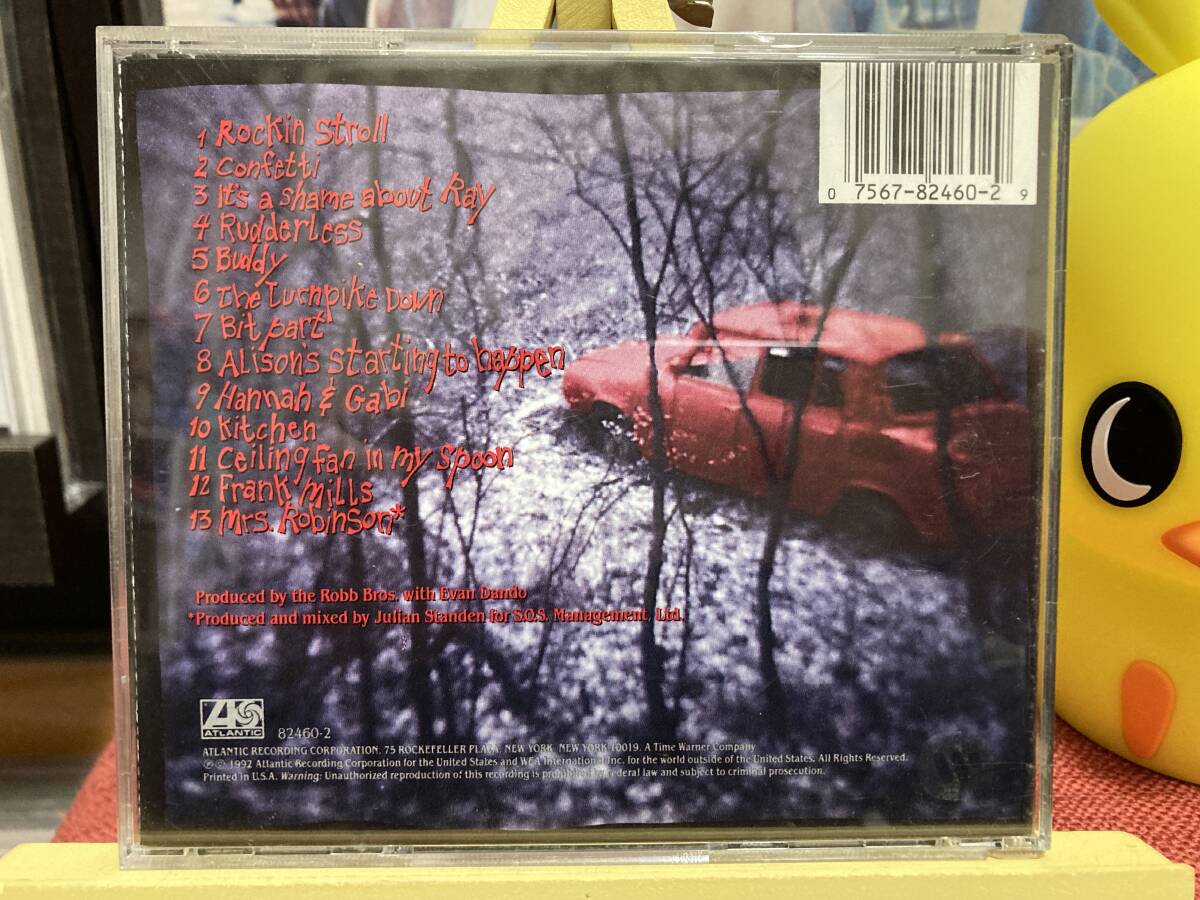 1 Rockin Stroll
2 Confetti
3 It's a shame about Ray
4 Rudderless
5 Buddy
6 The Turnpike Down
7 Bit part
8 Alison's starting to happen
9 Hannah & Gabi
10 Kitchen
11 Ceiling fan in my spoon
12 Frank Mills
13 Mrs. Robinson*
0 7567-82460-2 9
Produced by the Robb Bros. with Evan Dando
*Produced and mixed by Julian Standen for S.O.S. Management, Ltd.
ATLANTIC
82460-2
ATLANTIC RECORDING CORPORATION, 75 ROCKEFELLER PLAZA, NEW YORK, NEW YORK 10019. A Time Warner Company
℗ © 1992 Atlantic Recording Corporation for the United States and WEA International Inc. for the world outside of the United States. All Rights Reserved.
Printed in U.S.A. Warning: Unauthorized reproduction of this recording is prohibited by Federal law and subject to criminal prosecution.